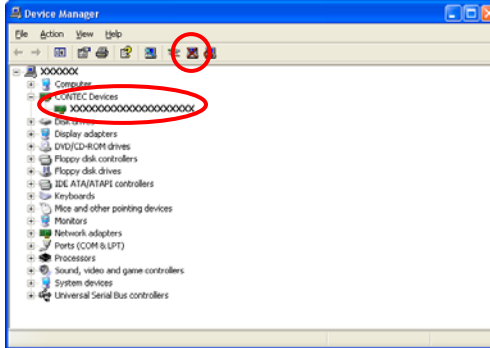 Device Manager
File Action View Help
XXXXXX
Computer
CONTEC Devices
XXXXXXXXXXXXXXXXXXXX
Disk drives
Display adapters
DVD/CD-ROM drives
Floppy disk controllers
Floppy disk drives
IDE ATA/ATAPI controllers
Keyboards
Mice and other pointing devices
Monitors
Network adapters
Ports (COM & LPT)
Processors
Sound, video and game controllers
System devices
Universal Serial Bus controllers